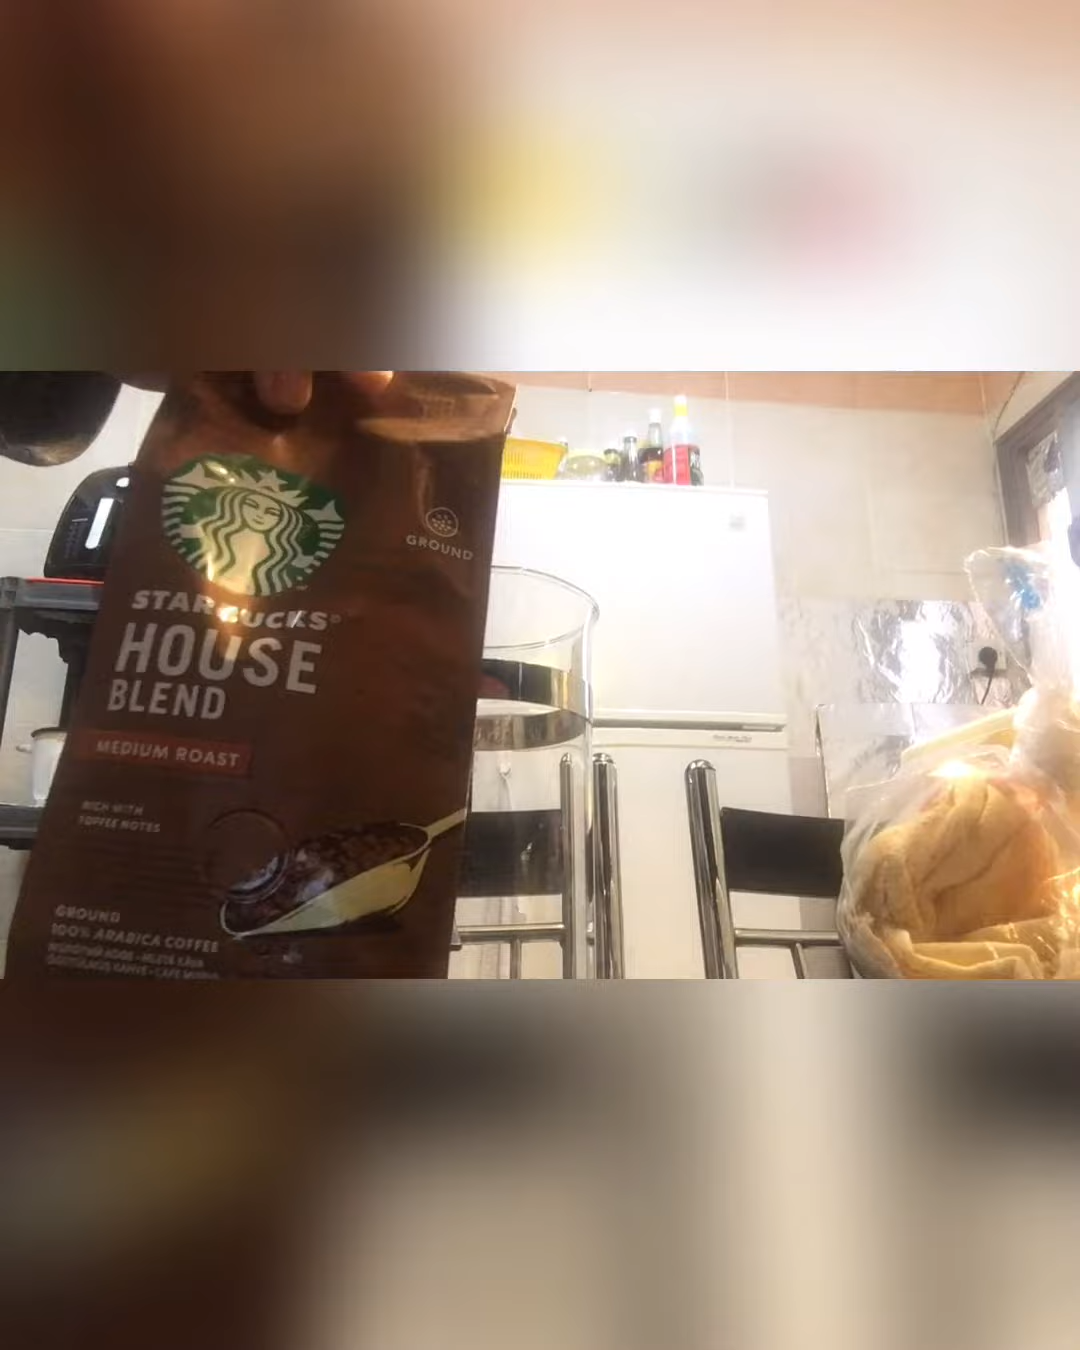 GROUND
STARBUCKS®
HOUSE
BLEND
MEDIUM ROAST
RICH WITH
TOFFEE NOTES
GROUND
100% ARABICA COFFEE